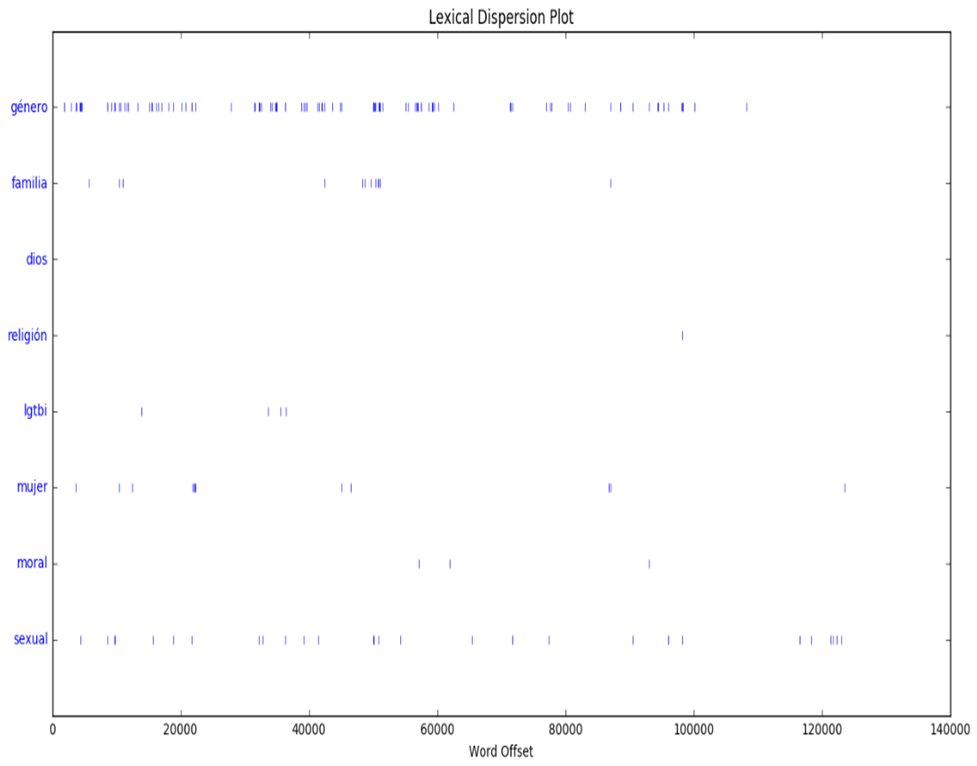 Lexical Dispersion Plot
género
familia
dios
religión
lgtbi
mujer
moral
sexual
0 20000 40000 60000 80000 100000 120000 140000
Word Offset